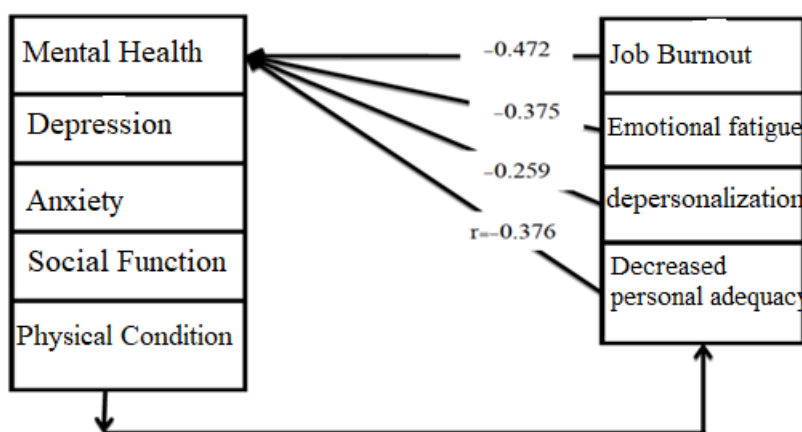 Mental Health
Depression
Anxiety
Social Function
Physical Condition
−0.472
−0.375
−0.259
r=−0.376
Job Burnout
Emotional fatigue
depersonalization
Decreased
personal adequacy